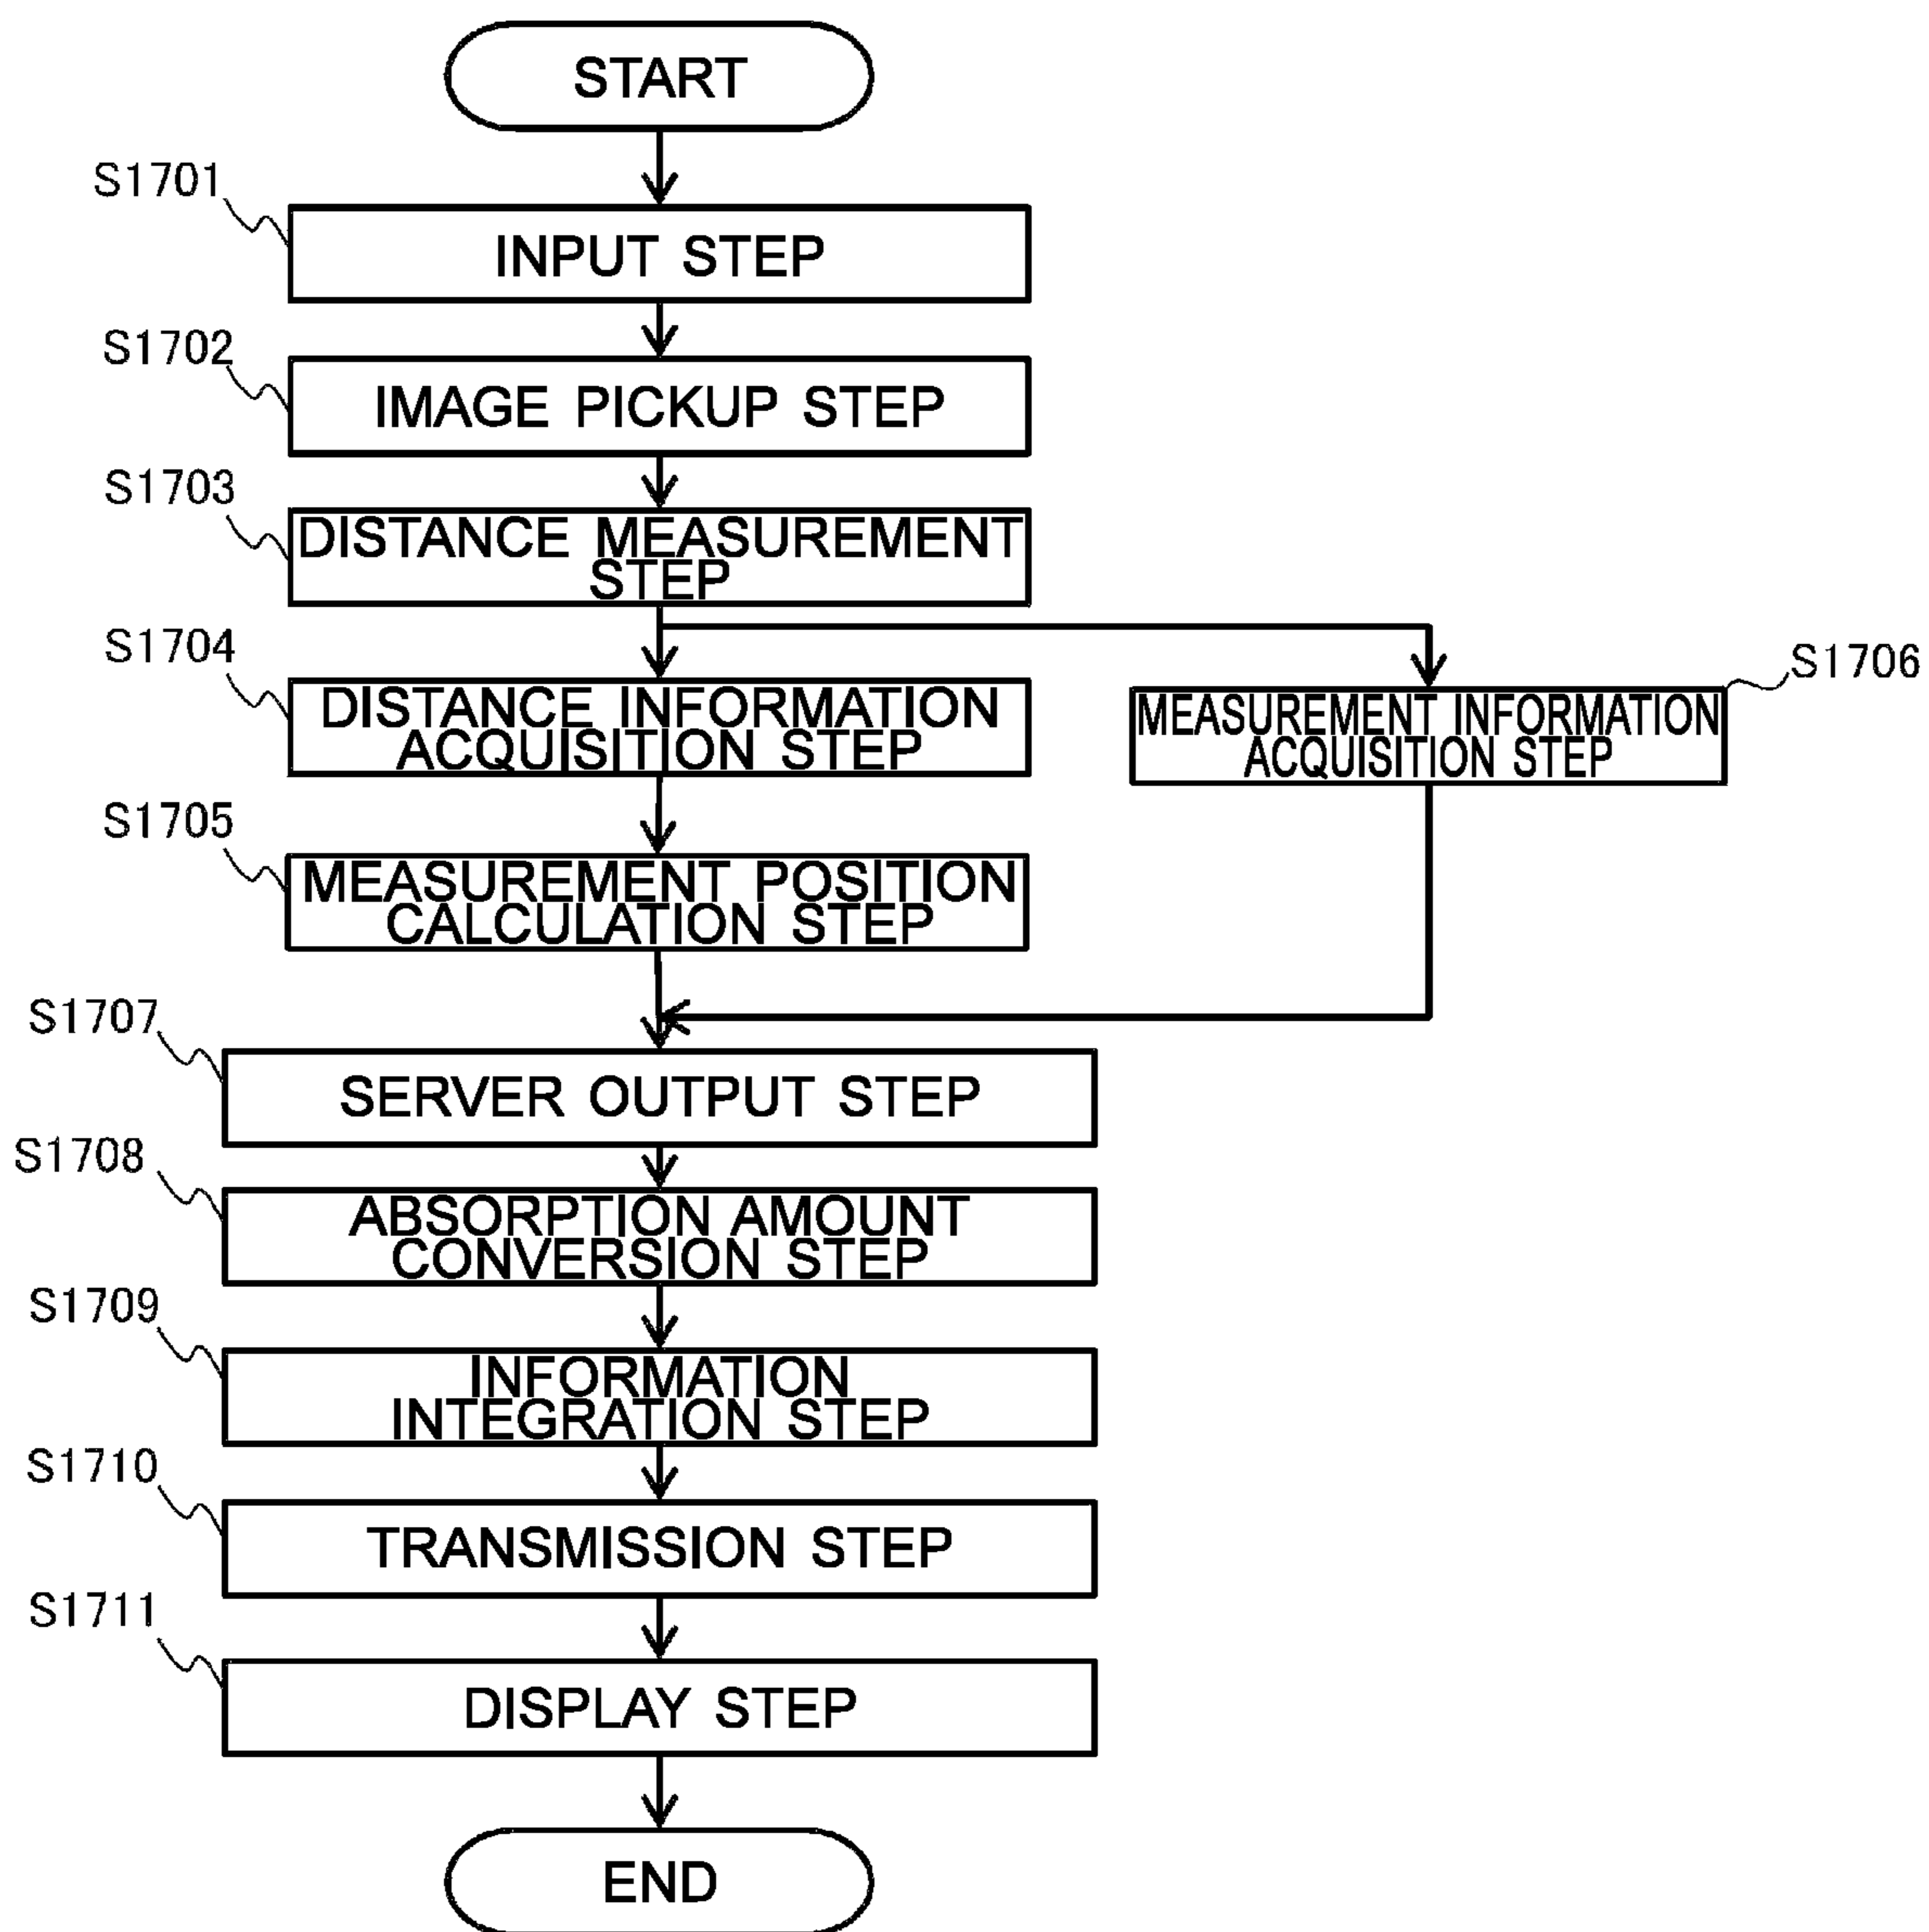 START
S1701
INPUT STEP
S1702
IMAGE PICKUP STEP
S1703
DISTANCE MEASUREMENT
STEP
S1704
DISTANCE INFORMATION
ACQUISITION STEP
S1706
MEASUREMENT INFORMATION
ACQUISITION STEP
S1705
MEASUREMENT POSITION
CALCULATION STEP
S1707
SERVER OUTPUT STEP
S1708
ABSORPTION AMOUNT
CONVERSION STEP
S1709
INFORMATION
INTEGRATION STEP
S1710
TRANSMISSION STEP
S1711
DISPLAY STEP
END